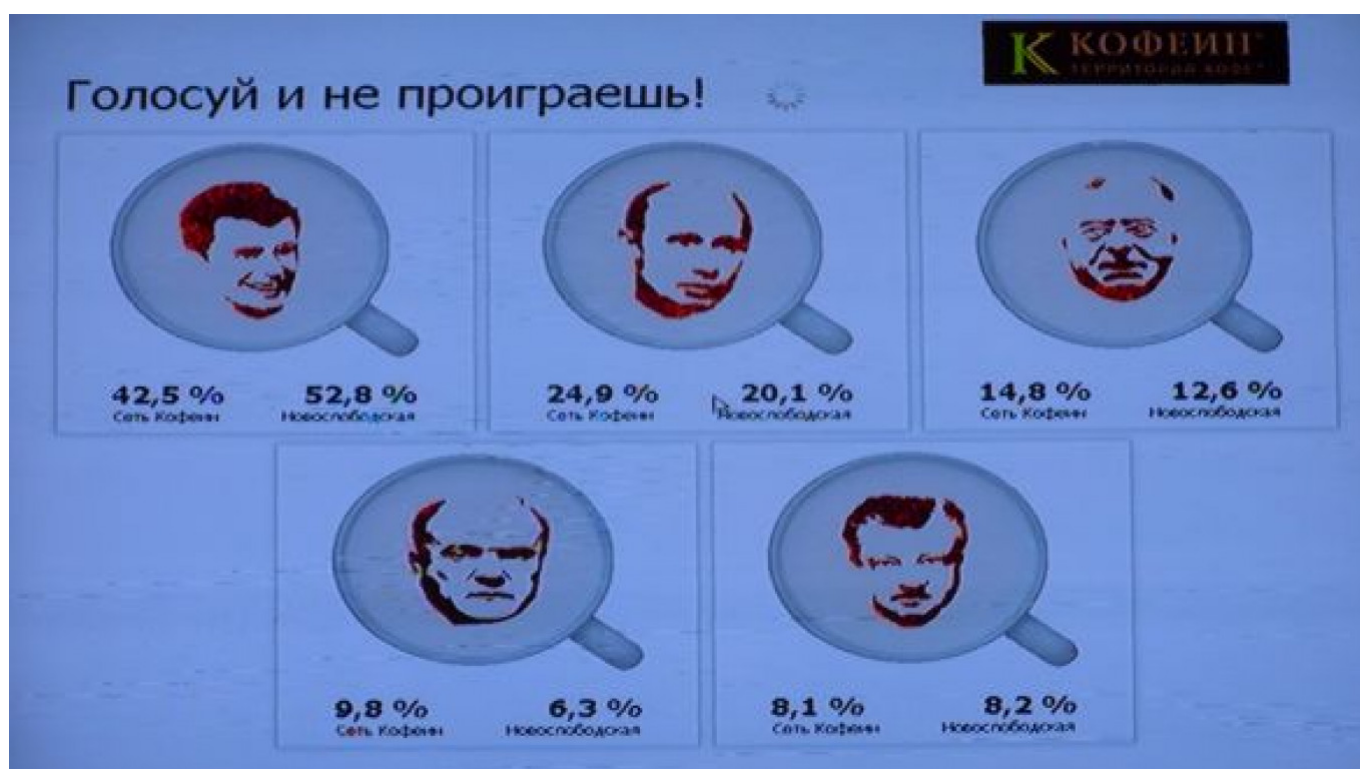 К КОФЕИН
ТЕРРИТОРИЯ КОФЕ
Голосуй и не проиграешь!
42,5 % 52,8 %
Сеть Кофеин Новослободская
24,9 % 20,1 %
Сеть Кофеин Новослободская
14,8 % 12,6 %
Сеть Кофеин Новослободская
9,8 % 6,3 %
Сеть Кофеин Новослободская
8,1 % 8,2 %
Сеть Кофеин Новослободская